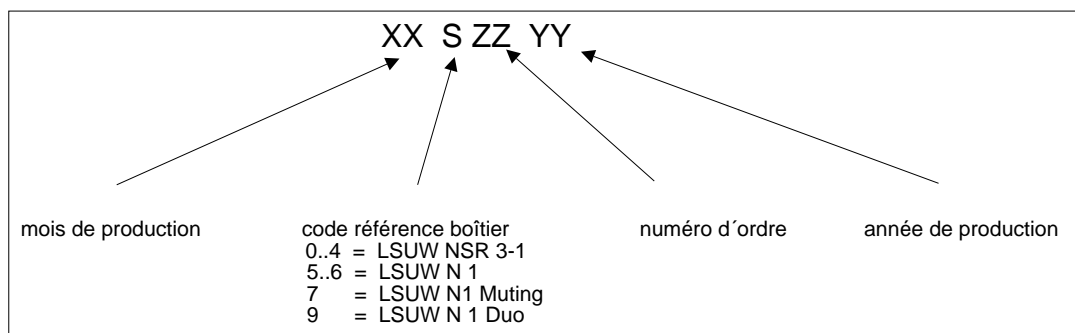 XX S ZZ YY
mois de production
code référence boîtier
0..4 = LSUW NSR 3-1
5..6 = LSUW N 1
7 = LSUW N1 Muting
9 = LSUW N 1 Duo
numéro d´ordre
année de production